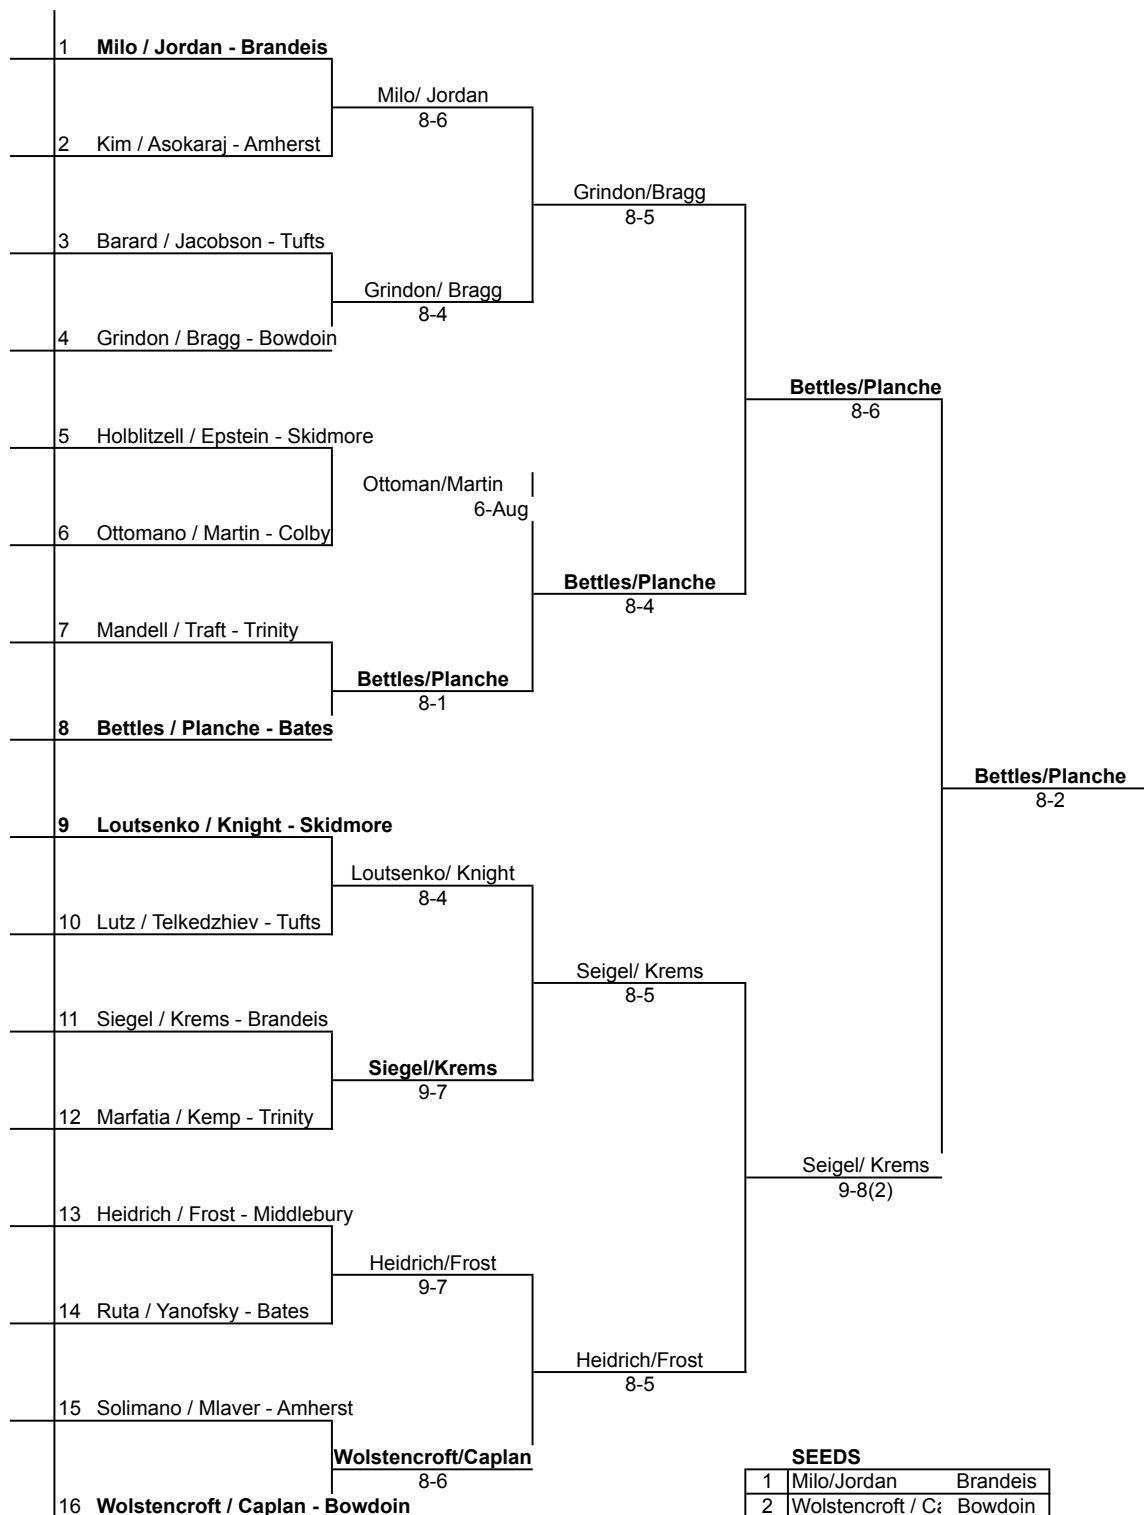 1 Milo / Jordan - Brandeis
Milo/ Jordan
8-6
2 Kim / Asokaraj - Amherst
Grindon/Bragg
8-5
3 Barard / Jacobson - Tufts
Grindon/ Bragg
8-4
4 Grindon / Bragg - Bowdoin
Bettles/Planche
8-6
5 Holblitzell / Epstein - Skidmore
Ottoman/Martin
6-Aug
6 Ottomano / Martin - Colby
Bettles/Planche
8-4
7 Mandell / Traft - Trinity
Bettles/Planche
8-1
8 Bettles / Planche - Bates
Bettles/Planche
8-2
9 Loutsenko / Knight - Skidmore
Loutsenko/ Knight
8-4
10 Lutz / Telkedzhiev - Tufts
Seigel/ Krems
8-5
11 Siegel / Krems - Brandeis
Siegel/Krems
9-7
12 Marfatia / Kemp - Trinity
Seigel/ Krems
9-8(2)
13 Heidrich / Frost - Middlebury
Heidrich/Frost
9-7
14 Ruta / Yanofsky - Bates
Heidrich/Frost
8-5
15 Solimano / Mlaver - Amherst
Wolstencroft/Caplan
8-6
16 Wolstencroft / Caplan - Bowdoin
SEEDS
1 Milo/Jordan Brandeis
2 Wolstencroft / Bowdoin